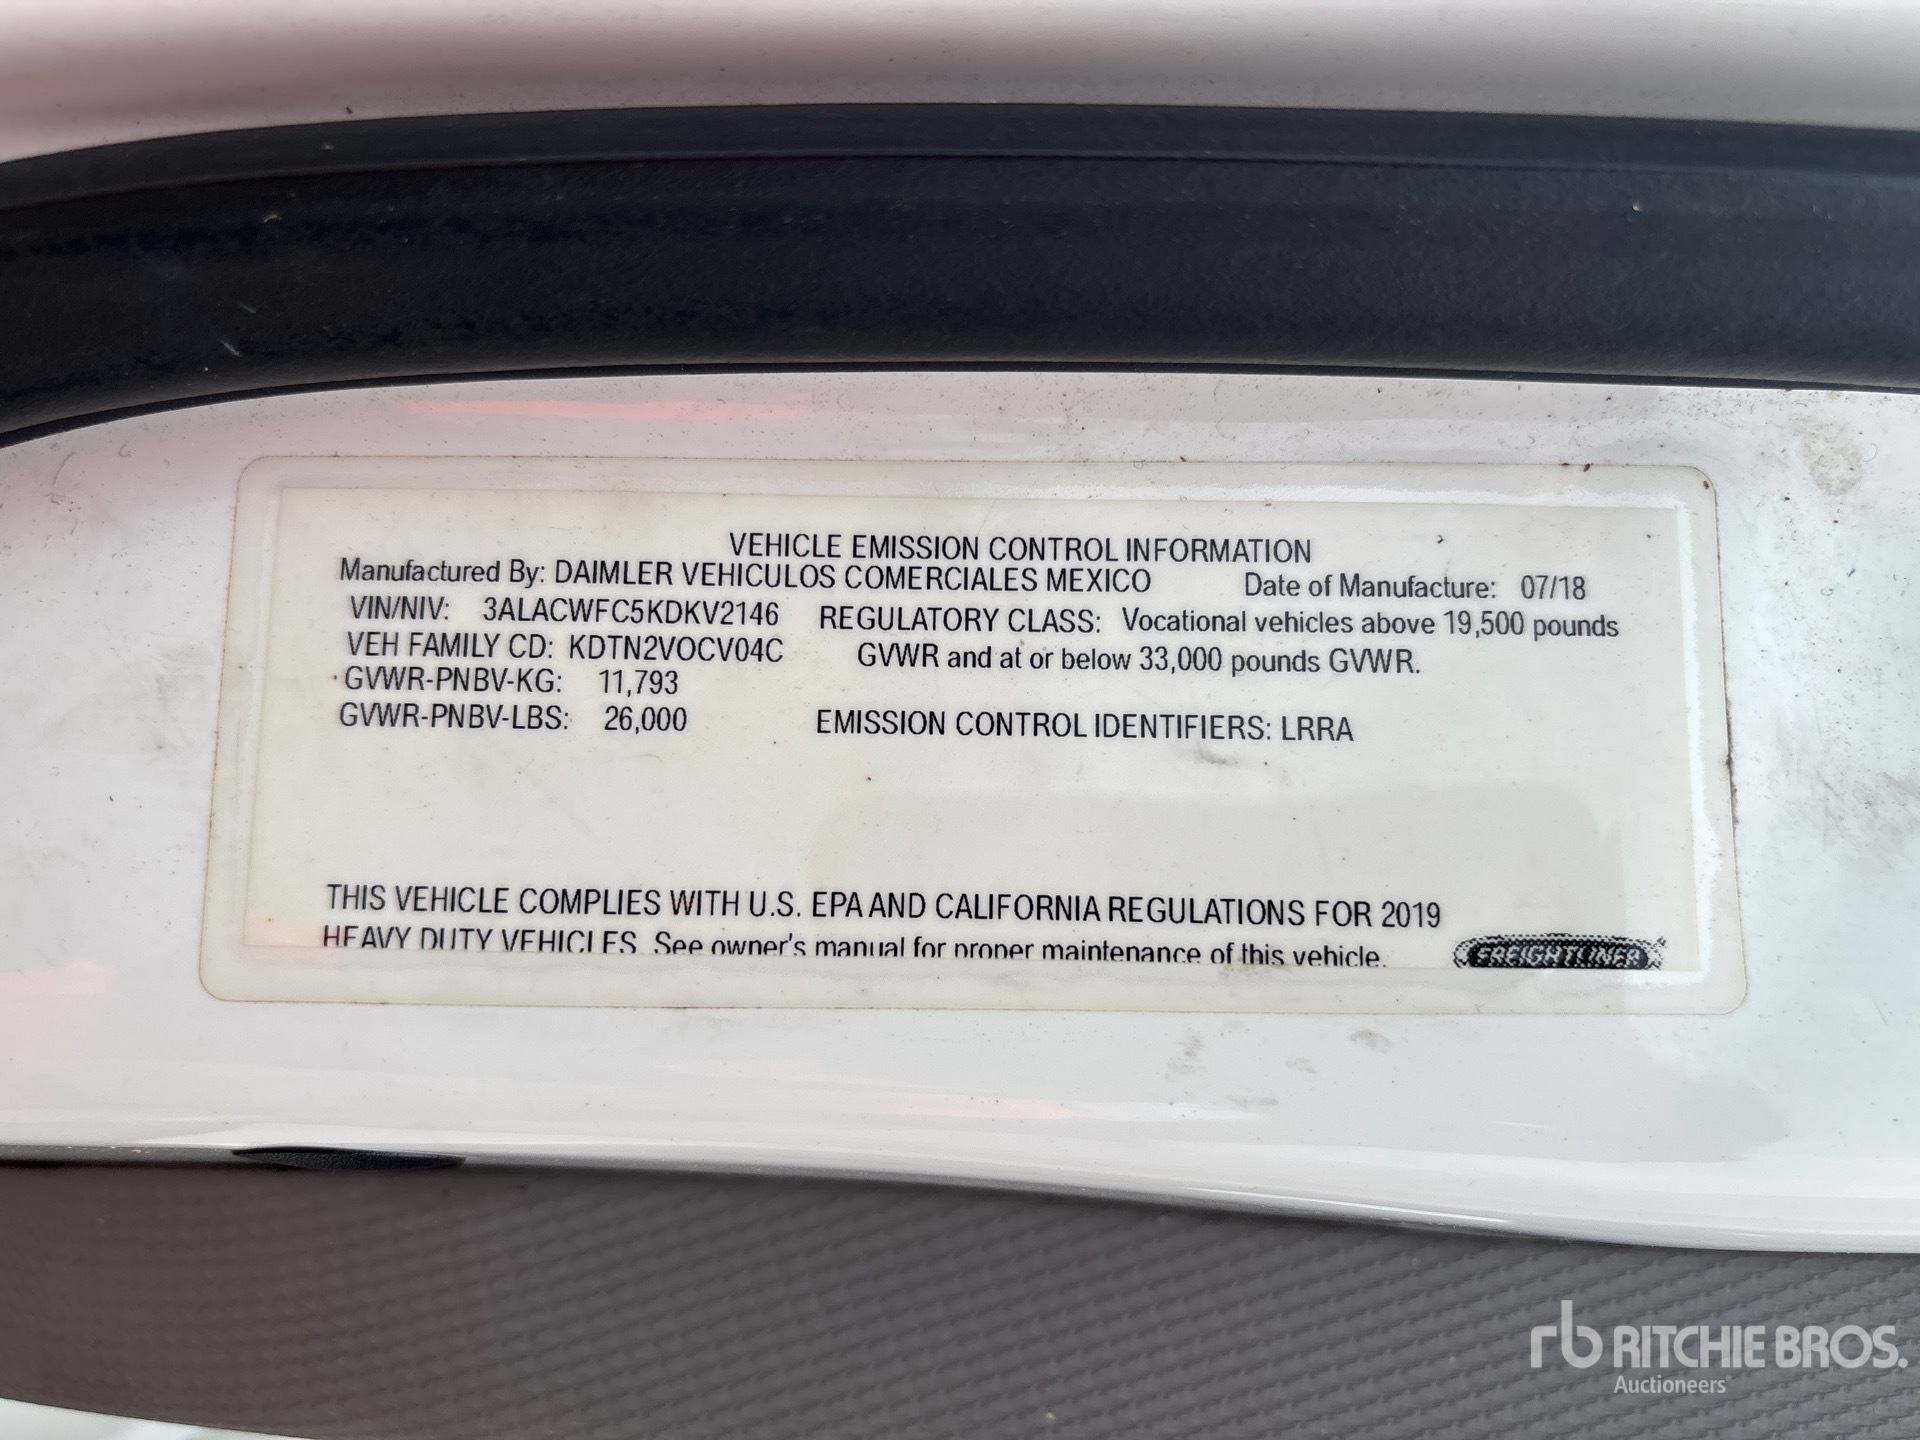 VEHICLE EMISSION CONTROL INFORMATION
Manufactured By: DAIMLER VEHICULOS COMERCIALES MEXICO Date of Manufacture: 07/18
VIN/NIV: 3ALACWFC5KDKV2146 REGULATORY CLASS: Vocational vehicles above 19,500 pounds
VEH FAMILY CD: KDTN2VOCV04C GVWR and at or below 33,000 pounds GVWR.
GVWR-PNBV-KG: 11,793
GVWR-PNBV-LBS: 26,000 EMISSION CONTROL IDENTIFIERS: LRRA
THIS VEHICLE COMPLIES WITH U.S. EPA AND CALIFORNIA REGULATIONS FOR 2019
HEAVY DUTY VEHICLES. See owner's manual for proper maintenance of this vehicle.
FREIGHTLINER
rb RITCHIE BROS.
Auctioneers